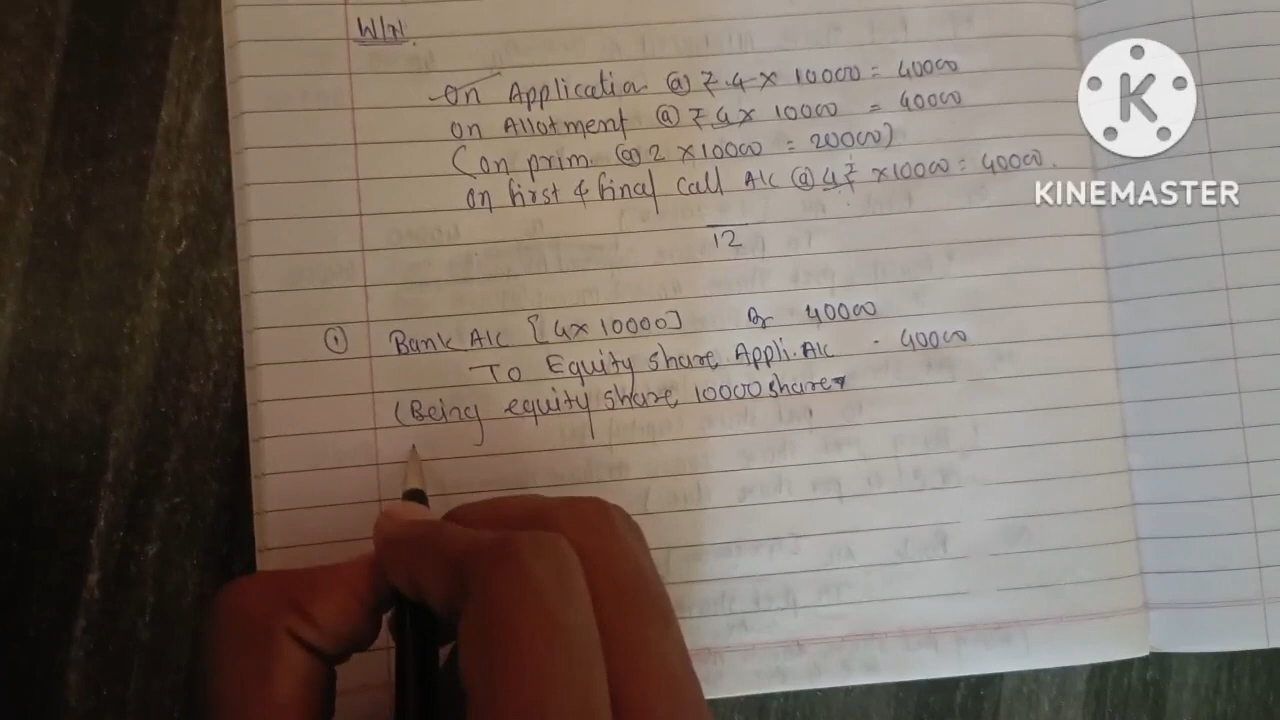 W/N.
On Application @ ₹.4 × 10000 = 40000
on Allotment @ ₹4 × 10000 = 40000
(on prim. @ 2 × 10000 = 20000)
on first & final call A/c @ 4₹ × 10000 = 40000.
12
① Bank A/c [4×10000] Dr 40000
To Equity share Appli. A/c - 40000
(Being equity share 10000 share
K
KINEMASTER